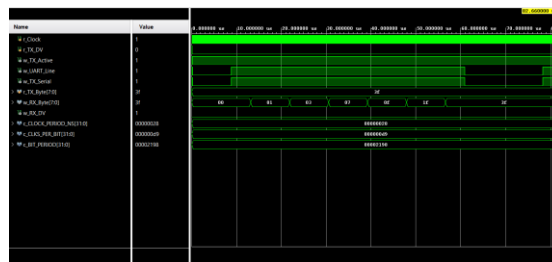 82.660000
Name Value 0.000000 us 10.000000 us 20.000000 us 30.000000 us 40.000000 us 50.000000 us 60.000000 us 70.000000 us
r_Clock 1
r_TX_DV 0
w_TX_Active 1
w_UART_Line 1
w_TX_Serial 1
r_TX_Byte[7:0] 3f 3f
w_RX_Byte[7:0] 3f 00 01 03 07 0f 1f 3f
w_RX_DV 1
c_CLOCK_PERIOD_NS[31:0] 00000028 00000028
c_CLKS_PER_BIT[31:0] 000000d9 000000d9
c_BIT_PERIOD[31:0] 00002198 00002198